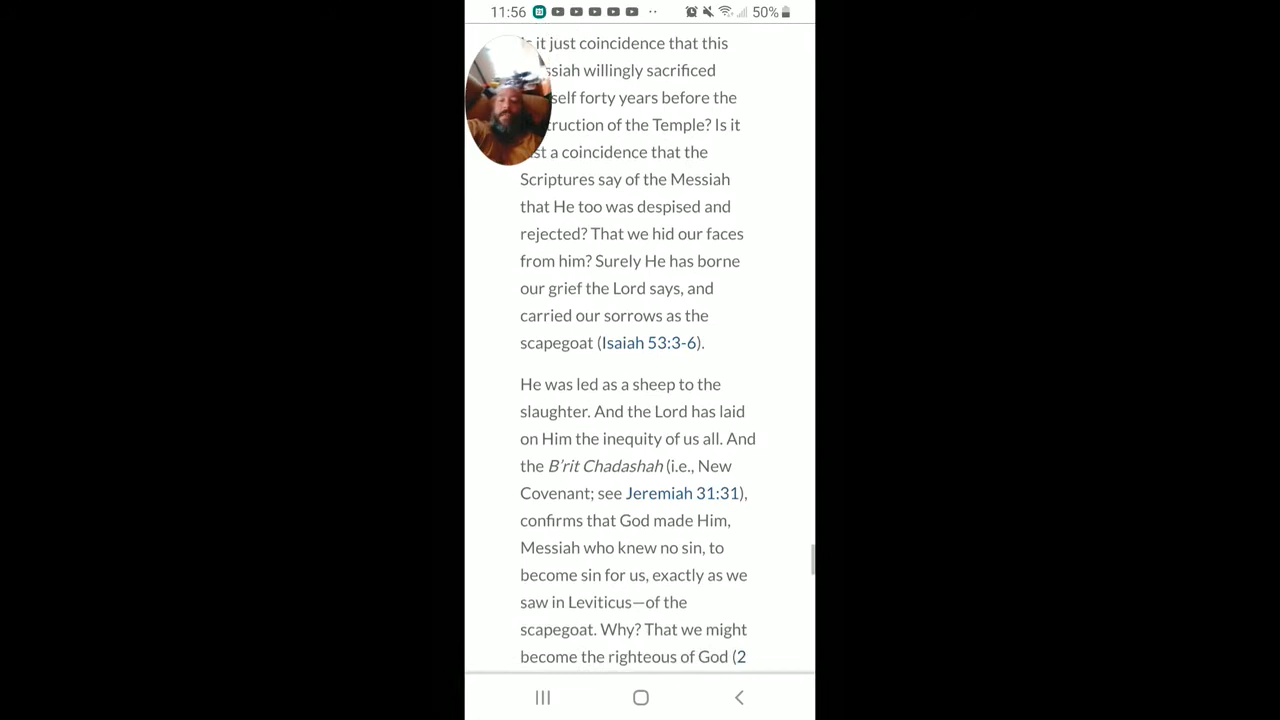 11:56
50%
it just coincidence that this
ssiah willingly sacrificed
self forty years before the
truction of the Temple? Is it
st a coincidence that the
Scriptures say of the Messiah
that He too was despised and
rejected? That we hid our faces
from him? Surely He has borne
our grief the Lord says, and
carried our sorrows as the
scapegoat (Isaiah 53:3-6).
He was led as a sheep to the
slaughter. And the Lord has laid
on Him the inequity of us all. And
the B'rit Chadashah (i.e., New
Covenant; see Jeremiah 31:31),
confirms that God made Him,
Messiah who knew no sin, to
become sin for us, exactly as we
saw in Leviticus—of the
scapegoat. Why? That we might
become the righteous of God (2